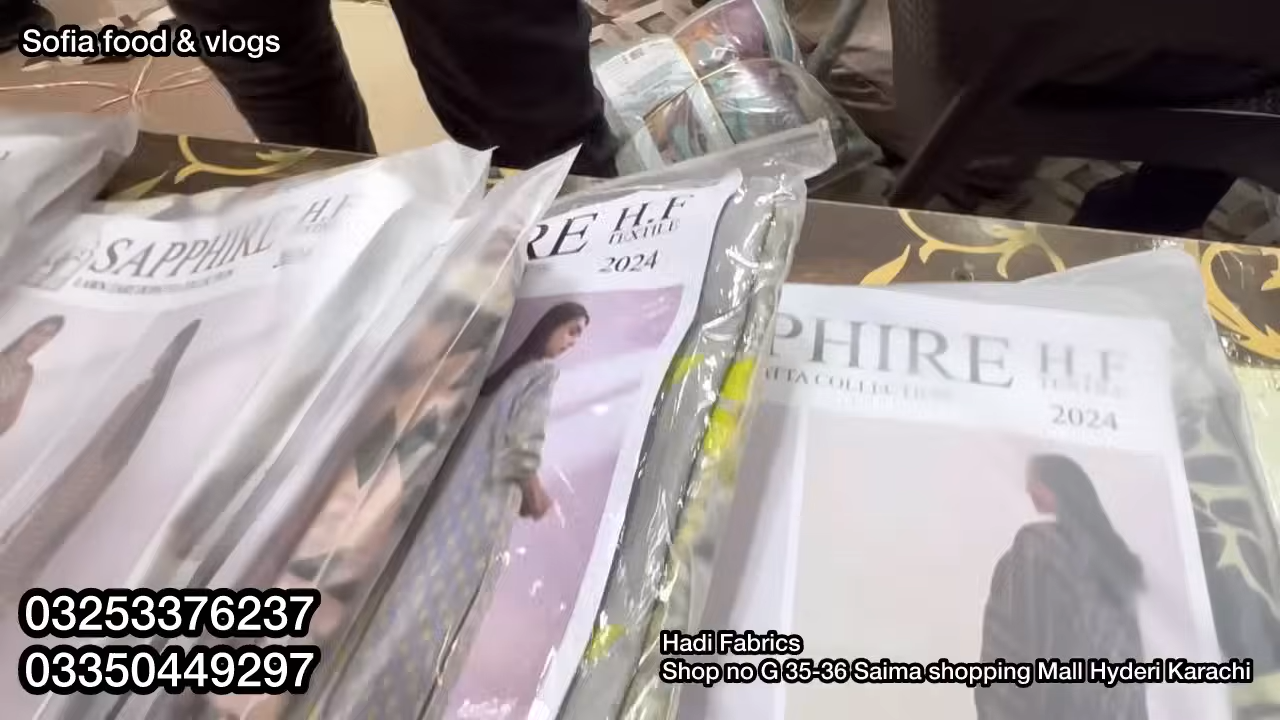 Sofia food & vlogs
SAPPHIRE
H.F
RE
H.F
TEXTILE
2024
PHIRE
H.F
TEXTILE
2024
03253376237
03350449297
Hadi Fabrics
Shop no G 35-36 Saima shopping Mall Hyderi Karachi